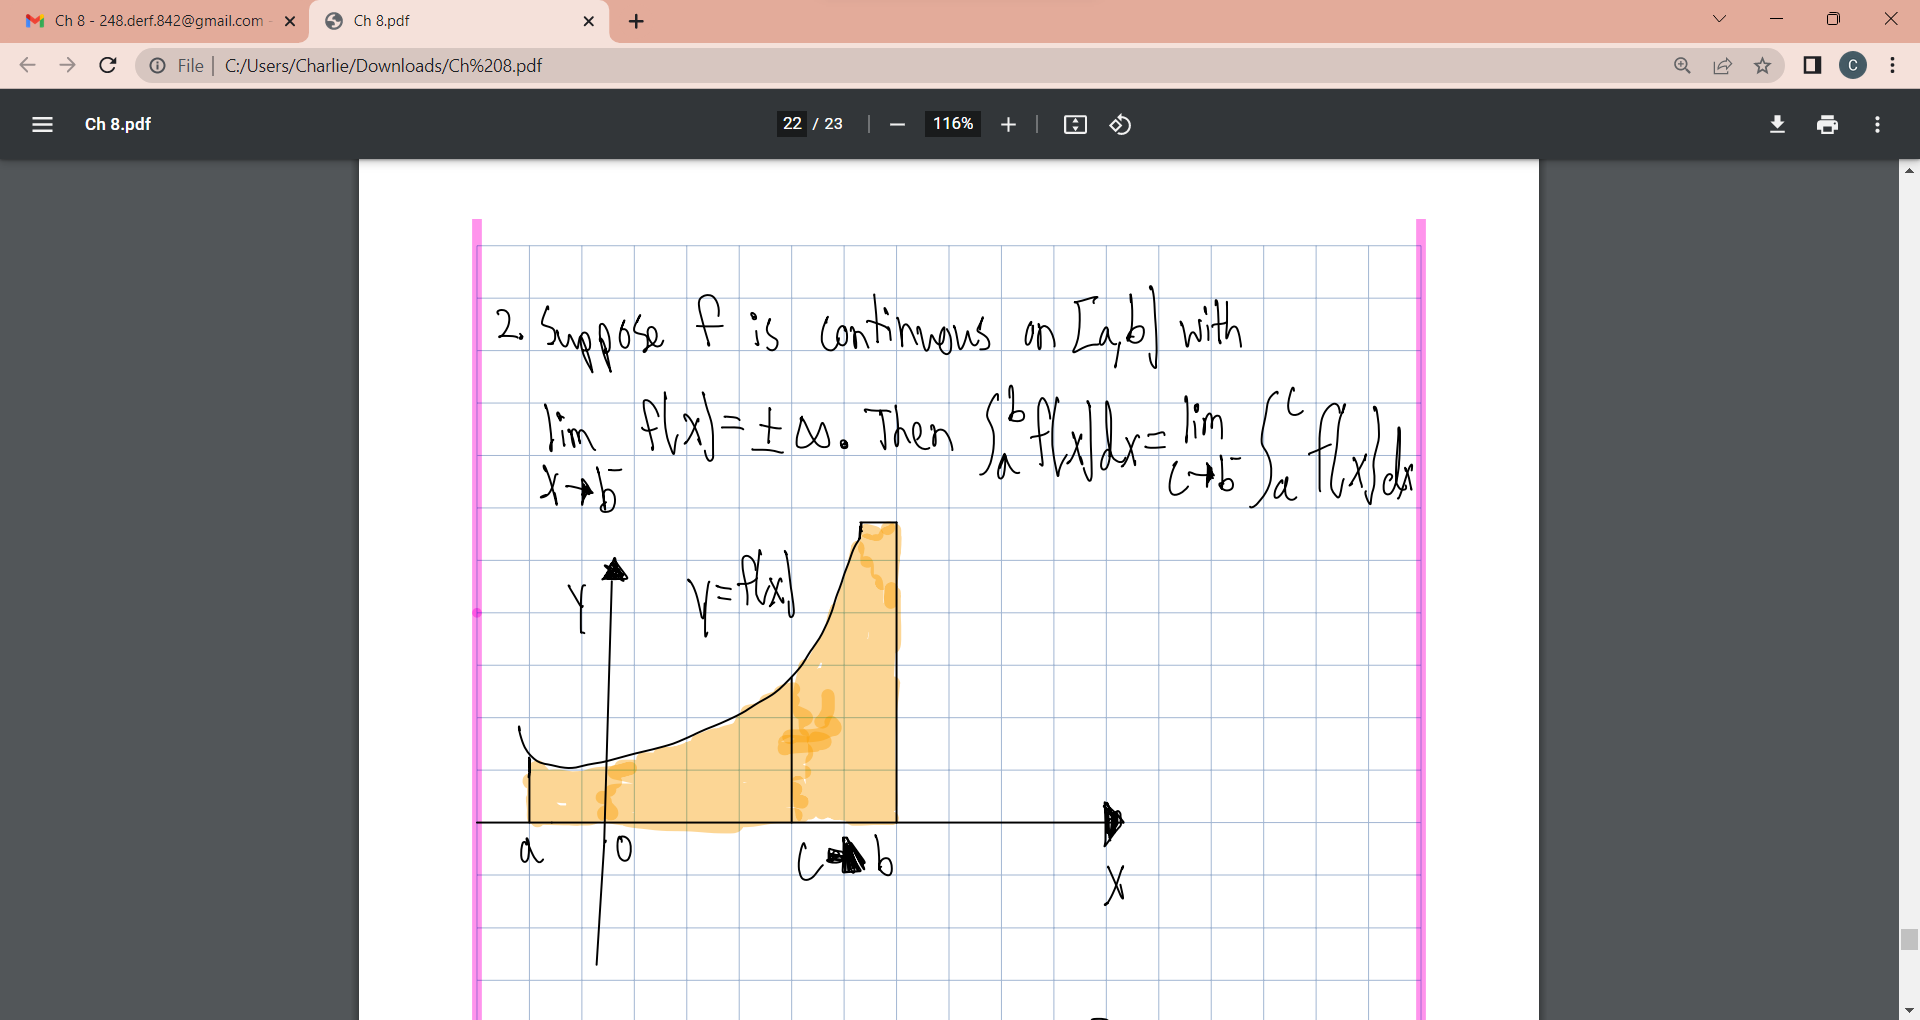 Ch 8 - 248.derf.842@gmail.com -
Ch 8.pdf
File | C:/Users/Charlie/Downloads/Ch%208.pdf
C
Ch 8.pdf
22 / 23
116%
2. Suppose f is continuous on [a,b] with
lim f(x) = ± ∞. Then ∫_a^b f(x)dx = lim ∫_a^c f(x)dx
x→b⁻ c→b⁻
Y
y=f(x)
a 0 c→b
X